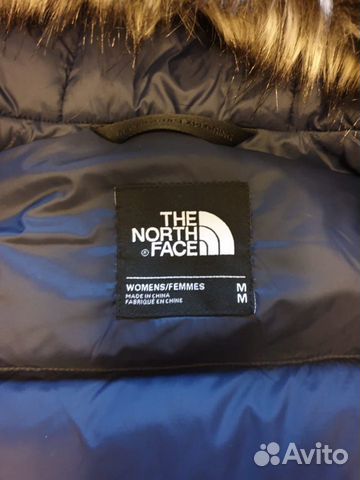 THE
NORTH
FACE
®
WOMENS/FEMMES M
MADE IN CHINA M
FABRIQUÉ EN CHINE
Avito